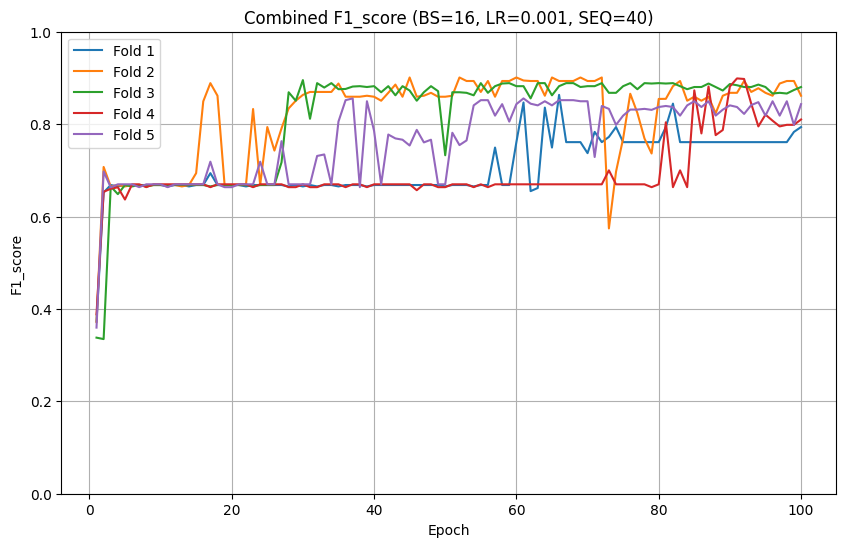 Combined F1_score (BS=16, LR=0.001, SEQ=40)
Fold 1
Fold 2
Fold 3
Fold 4
Fold 5
F1_score
1.0
0.8
0.6
0.4
0.2
0.0
0 20 40 60 80 100
Epoch